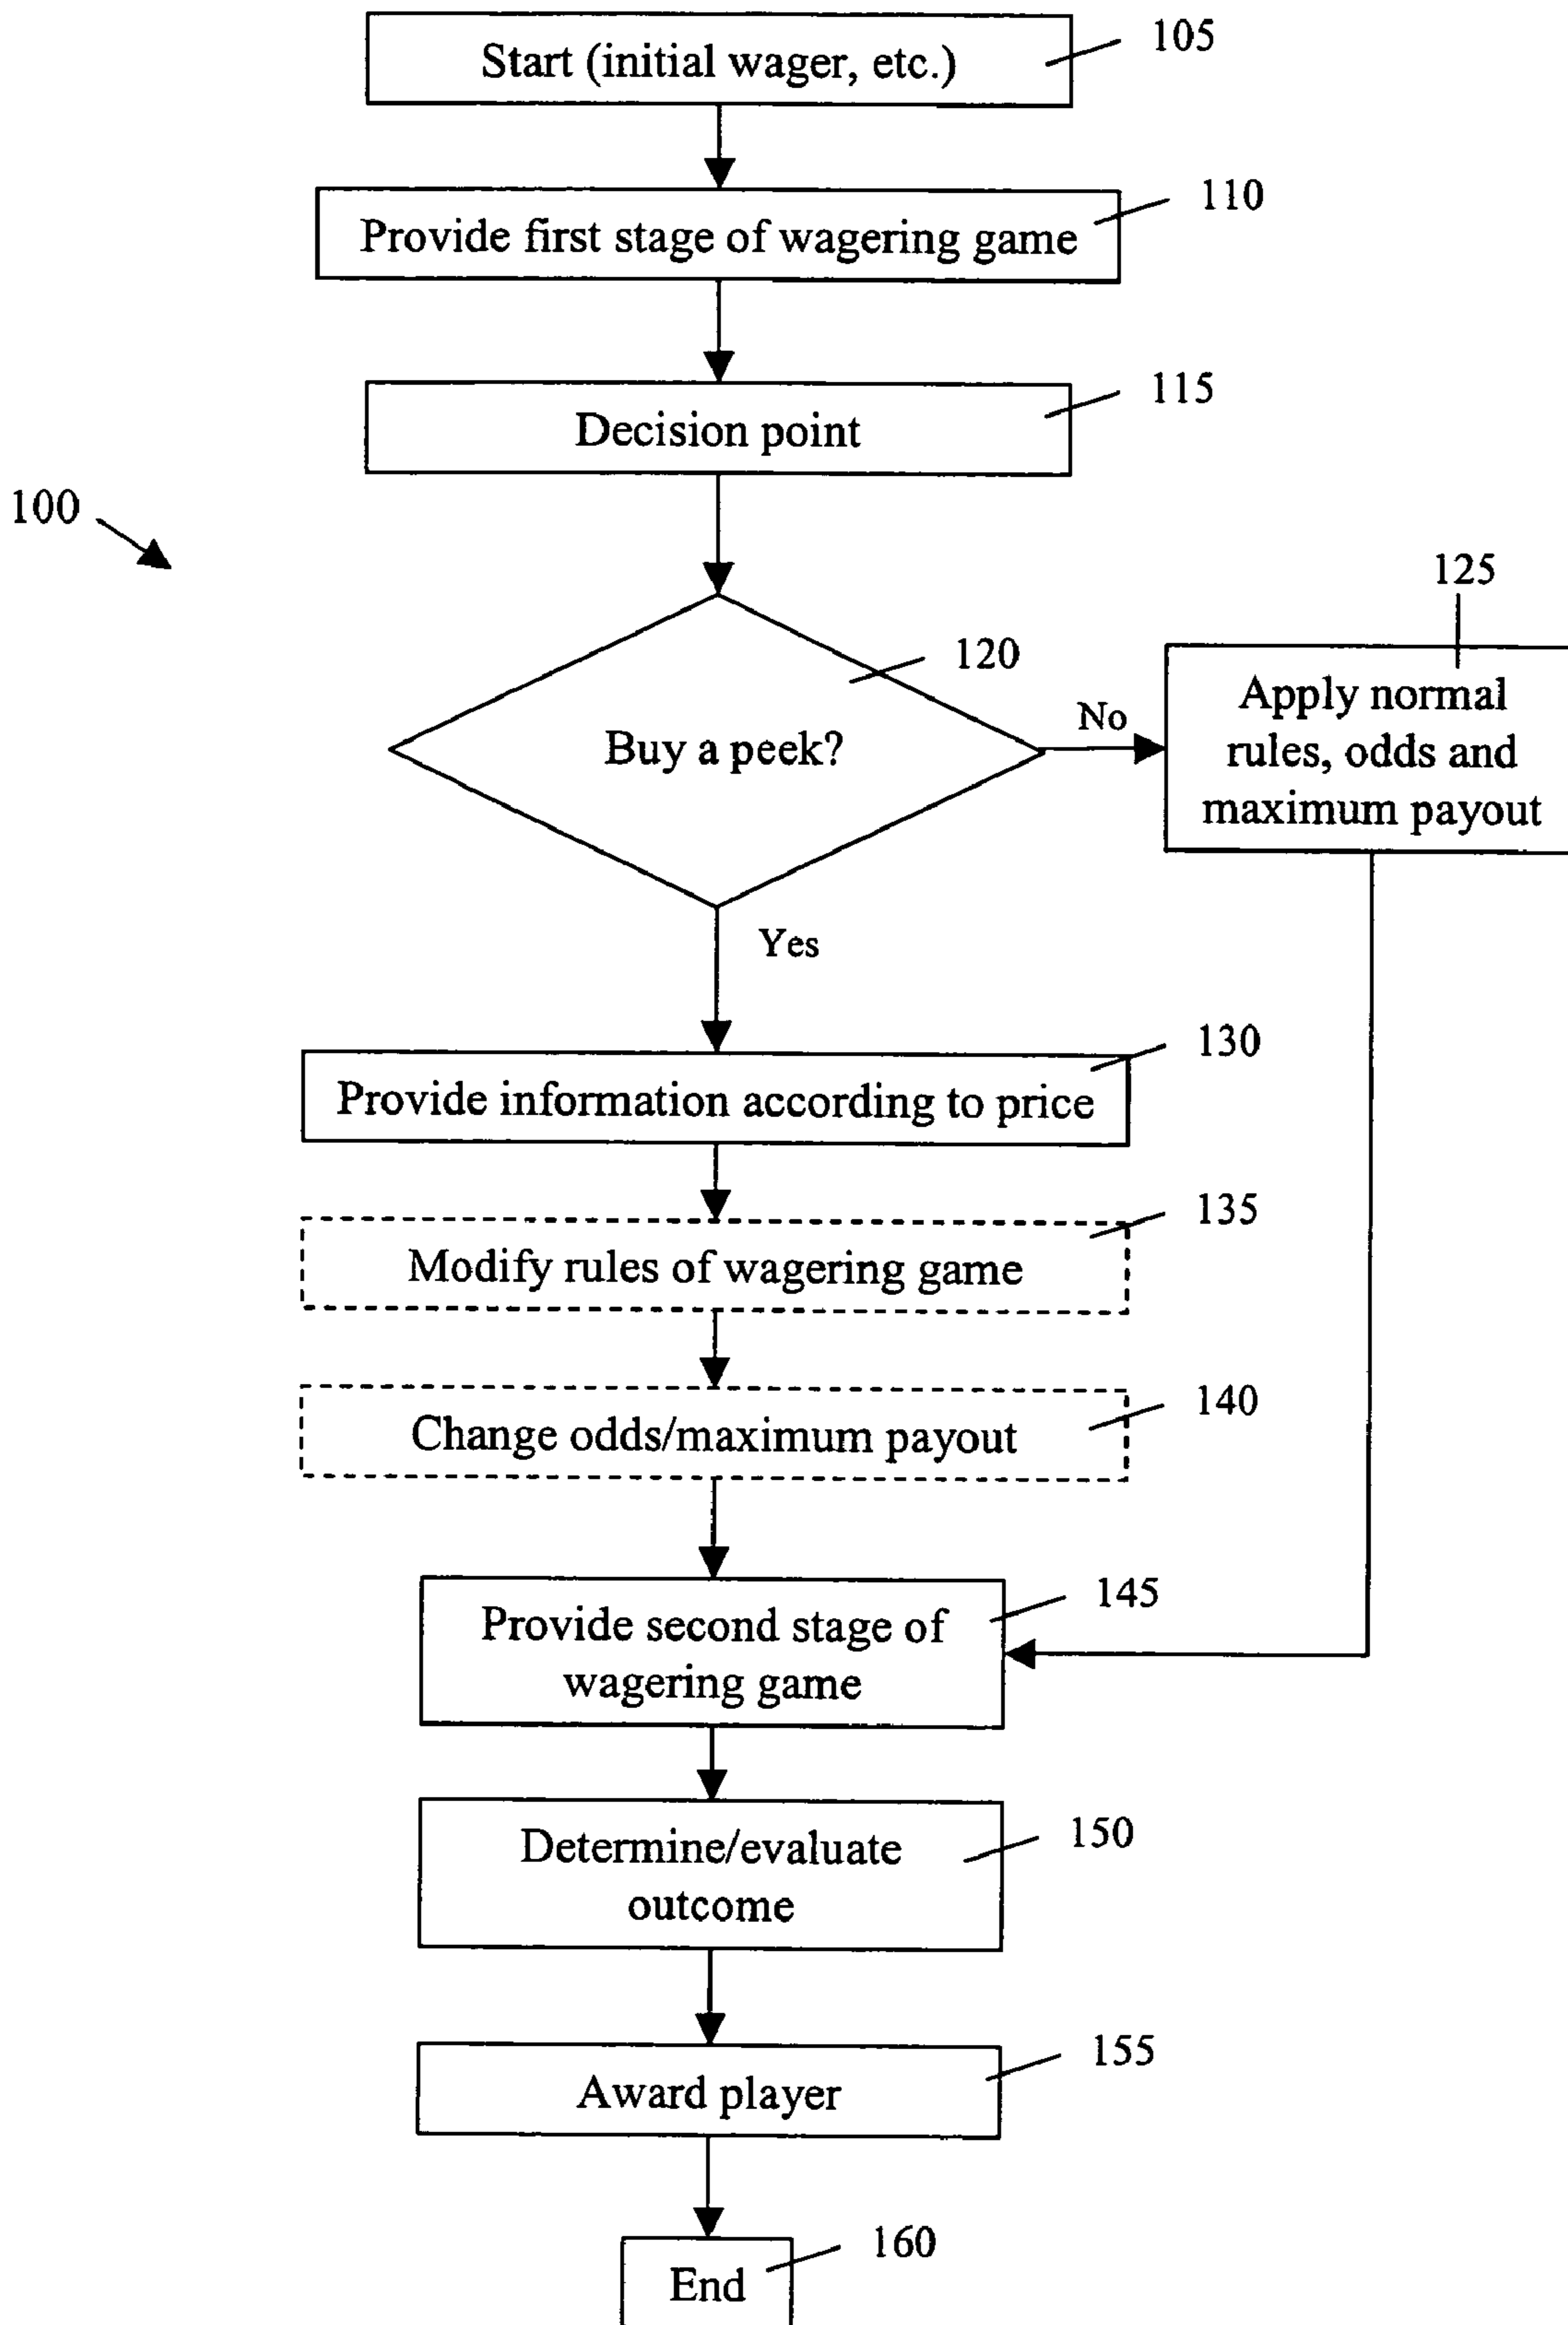 Start (initial wager, etc.)
105
Provide first stage of wagering game
110
Decision point
115
100
Buy a peek?
120
No
125
Apply normal
rules, odds and
maximum payout
Yes
Provide information according to price
130
Modify rules of wagering game
135
Change odds/maximum payout
140
Provide second stage of
wagering game
145
Determine/evaluate
outcome
150
Award player
155
End
160